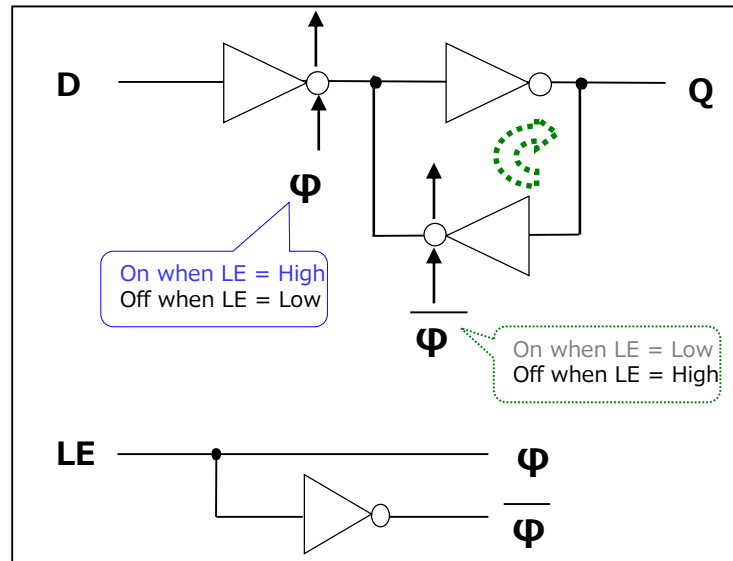 D
Q
φ
On when LE = High
Off when LE = Low
φ
On when LE = Low
Off when LE = High
LE
φ
φ